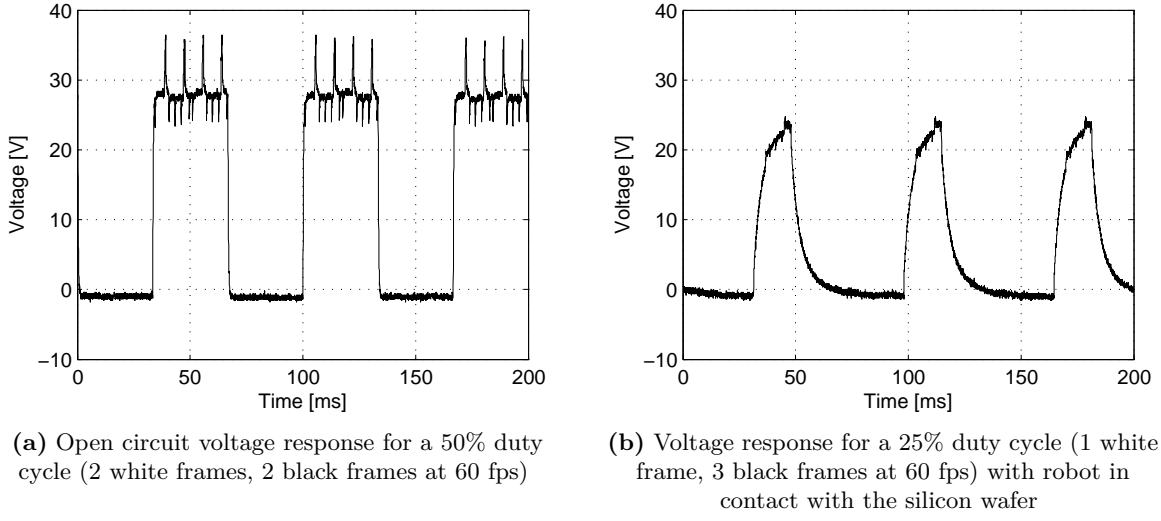 40
30
20
10
0
−10
Voltage [V]
0 50 100 150 200
Time [ms]
(a) Open circuit voltage response for a 50% duty
cycle (2 white frames, 2 black frames at 60 fps)
40
30
20
10
0
−10
Voltage [V]
0 50 100 150 200
Time [ms]
(b) Voltage response for a 25% duty cycle (1 white
frame, 3 black frames at 60 fps) with robot in
contact with the silicon wafer